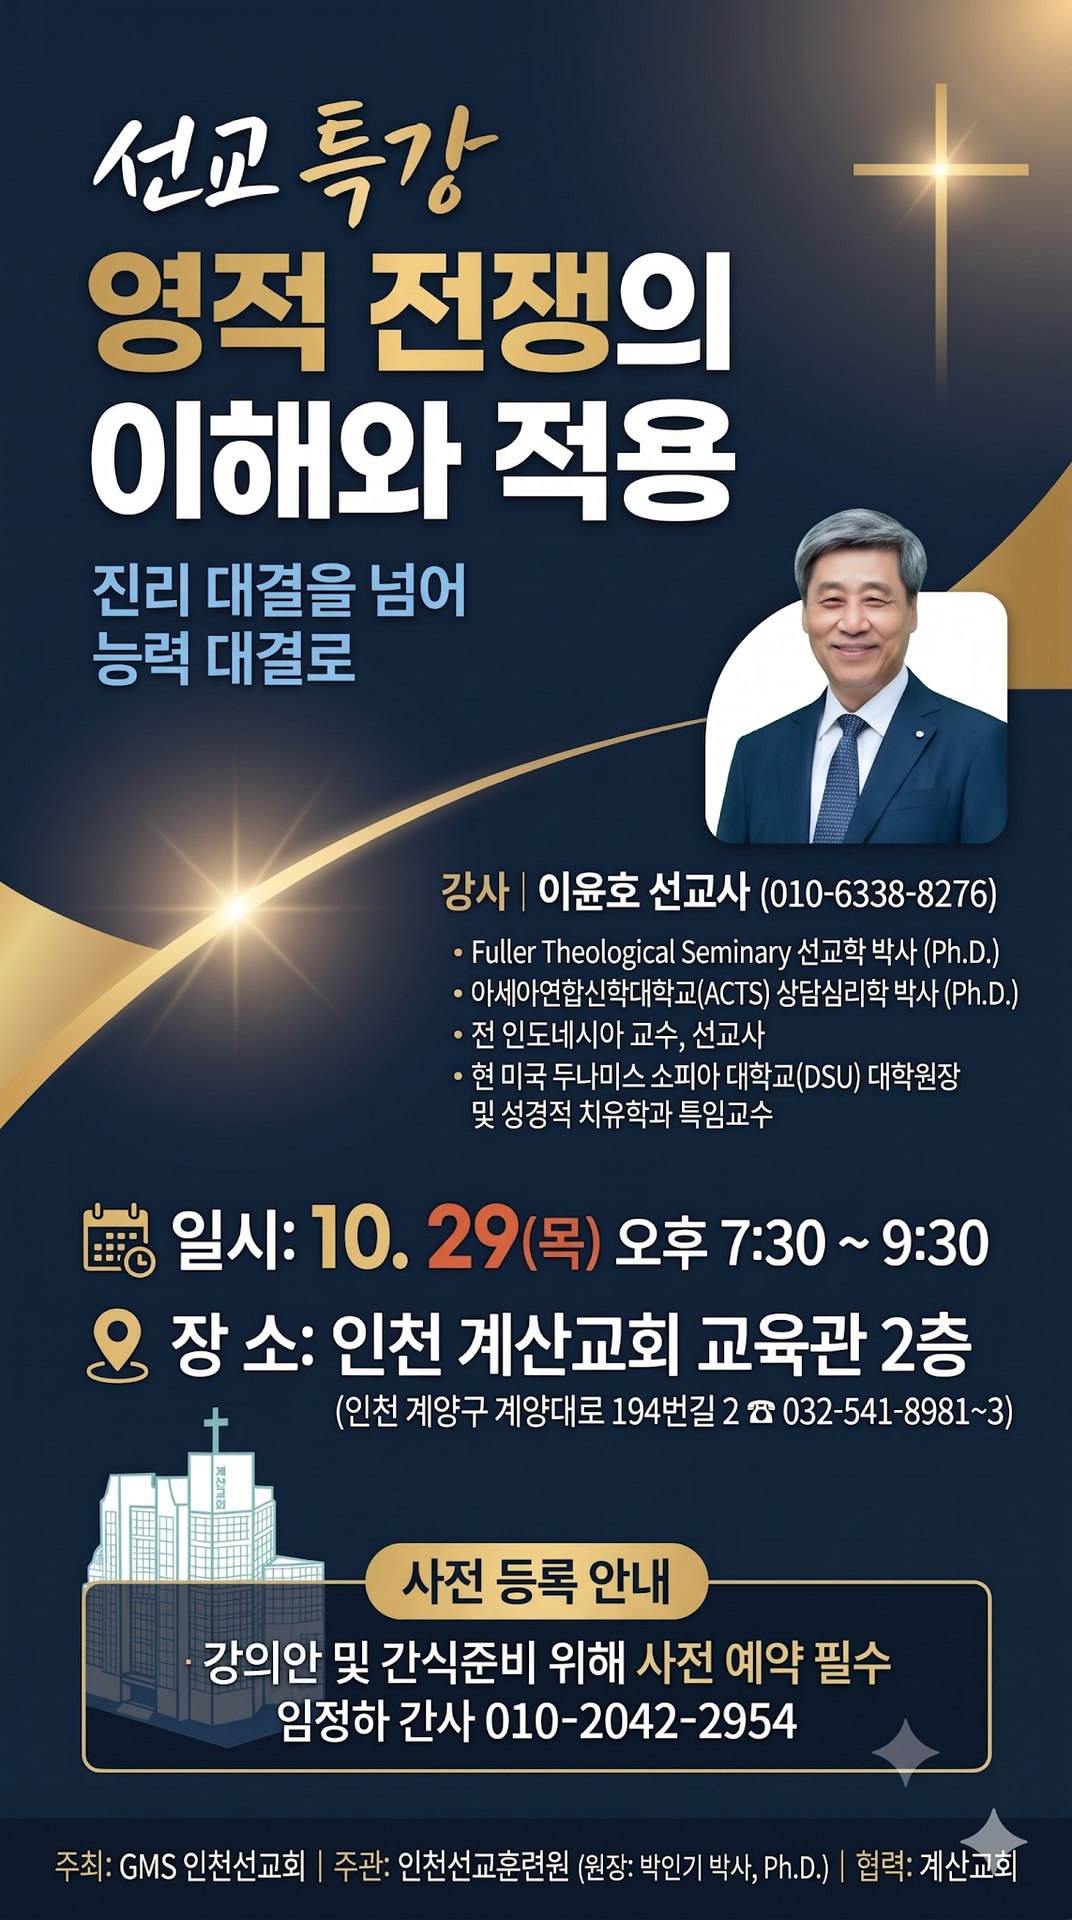 선교 특강
영적 전쟁의
이해와 적용
진리 대결을 넘어
능력 대결로
강사 | 이윤호 선교사 (010-6338-8276)
• Fuller Theological Seminary 선교학 박사 (Ph.D.)
• 아세아연합신학대학교(ACTS) 상담심리학 박사 (Ph.D.)
• 전 인도네시아 교수, 선교사
• 현 미국 두나미스 소피아 대학교(DSU) 대학원장
및 성경적 치유학과 특임교수
일시: 10. 29(목) 오후 7:30 ~ 9:30
장 소: 인천 계산교회 교육관 2층
(인천 계양구 계양대로 194번길 2 ☎ 032-541-8981~3)
계산교회
사전 등록 안내
· 강의안 및 간식준비 위해 사전 예약 필수
임정하 간사 010-2042-2954
주최: GMS 인천선교회 | 주관: 인천선교훈련원 (원장: 박인기 박사, Ph.D.) | 협력: 계산교회